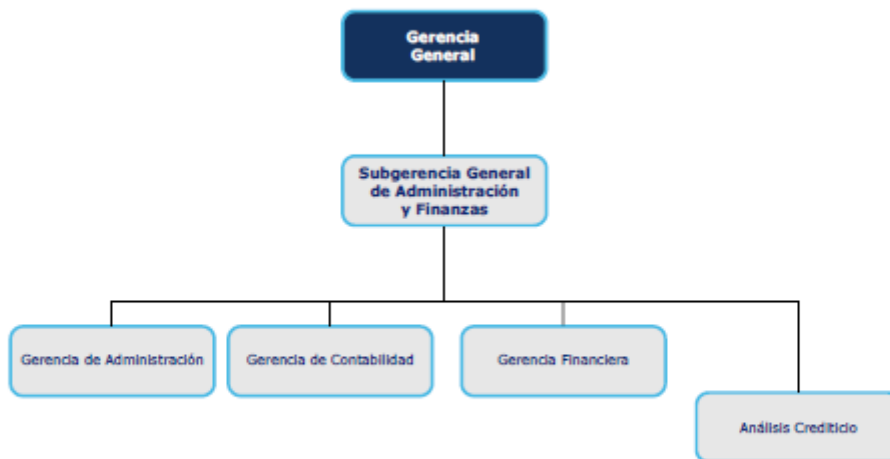 Gerencia
General
Subgerencia General
de Administración
y Finanzas
Gerencia de Administración
Gerencia de Contabilidad
Gerencia Financiera
Análisis Crediticio